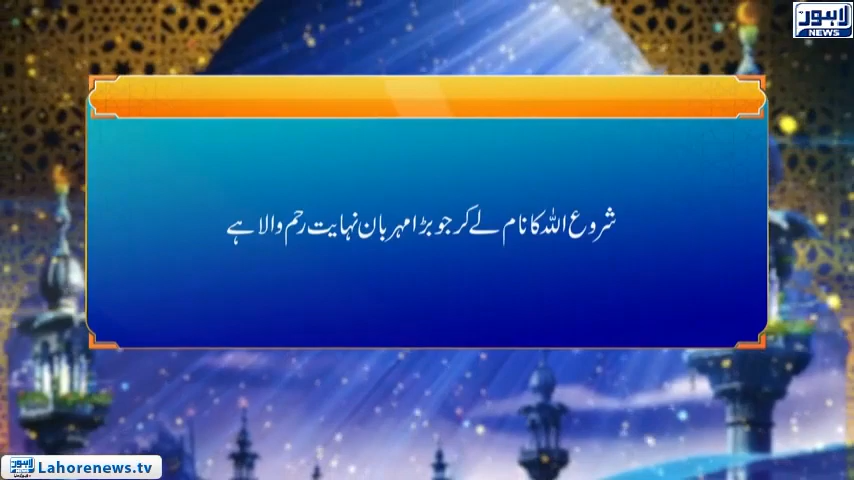 لاہور
NEWS
شروع اللہ کا نام لے کر جو بڑا مہربان نہایت رحم والا ہے
لاہور
Lahorenews.tv